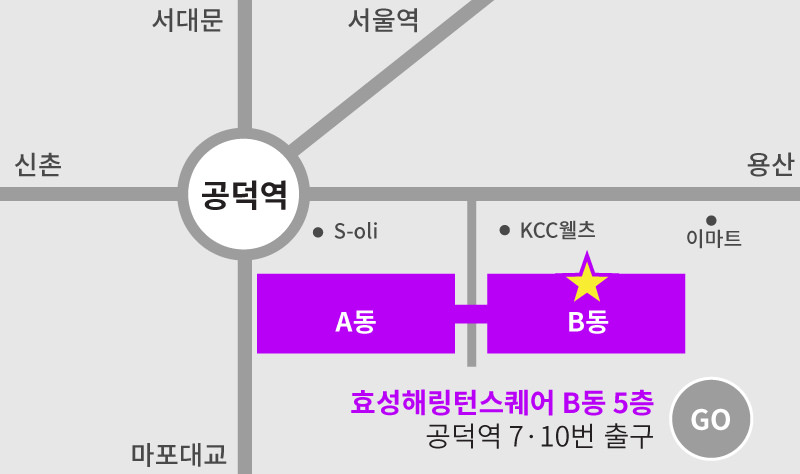 서대문
서울역
신촌
용산
공덕역
S-oli
KCC웰츠
이마트
A동
B동
효성해링턴스퀘어 B동 5층
공덕역 7·10번 출구
GO
마포대교